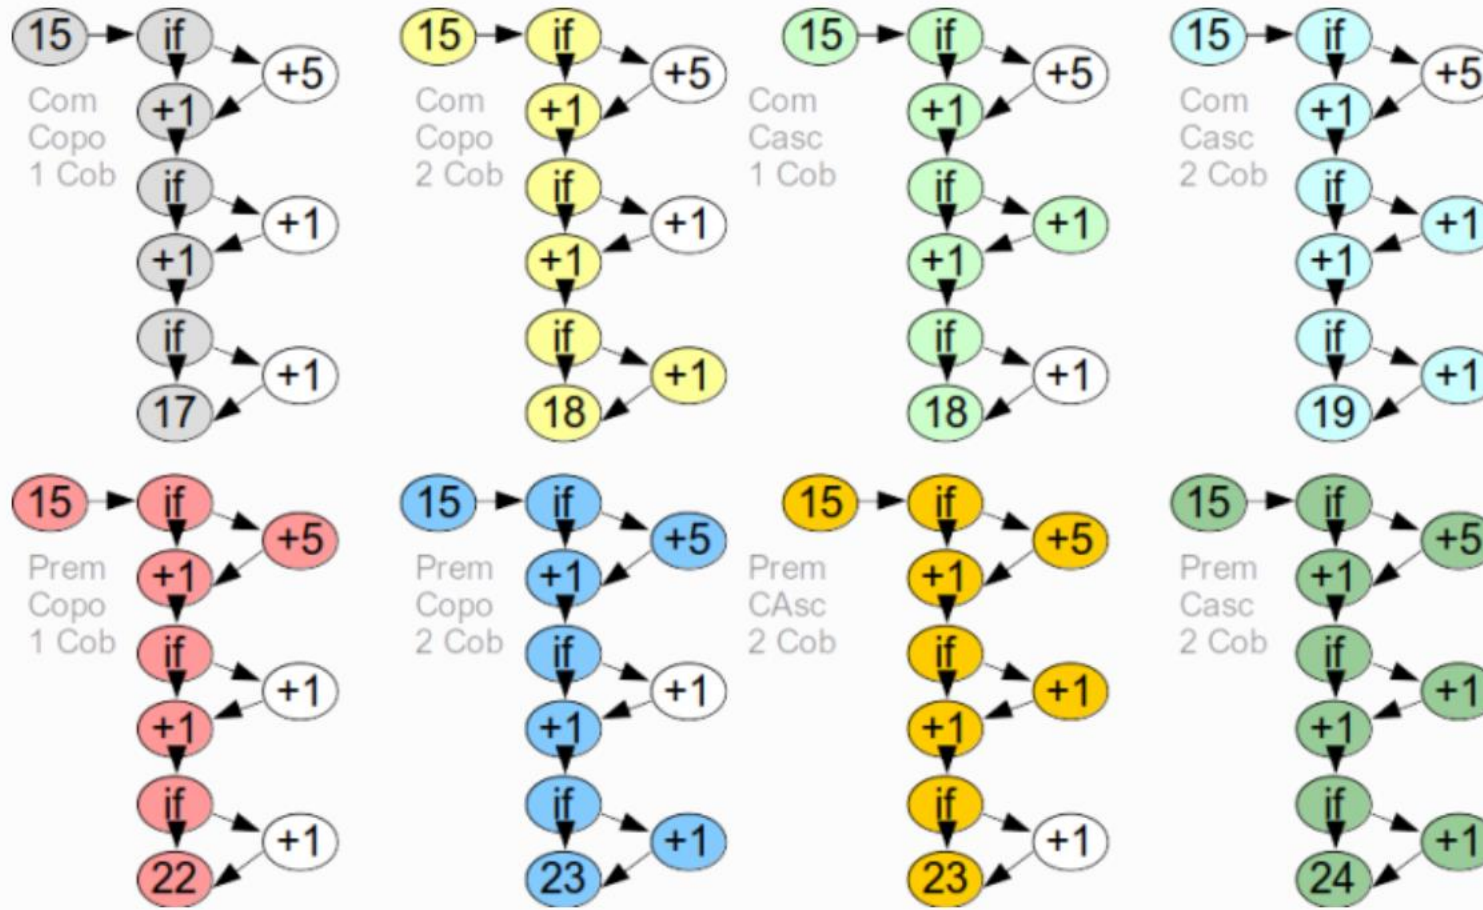 15 if +5
Com
Copo
1 Cob
+1
if
+1
+1
if
+1
17
15 if +5
Com
Copo
2 Cob
+1
if
+1
+1
if
+1
18
15 if +5
Com
Casc
1 Cob
+1
if
+1
+1
if
+1
18
15 if +5
Com
Casc
2 Cob
+1
if
+1
+1
if
+1
19
15 if +5
Prem
Copo
1 Cob
+1
if
+1
+1
if
+1
22
15 if +5
Prem
Copo
2 Cob
+1
if
+1
+1
if
+1
23
15 if +5
Prem
CAsc
2 Cob
+1
if
+1
+1
if
+1
23
15 if +5
Prem
Casc
2 Cob
+1
if
+1
+1
if
+1
24